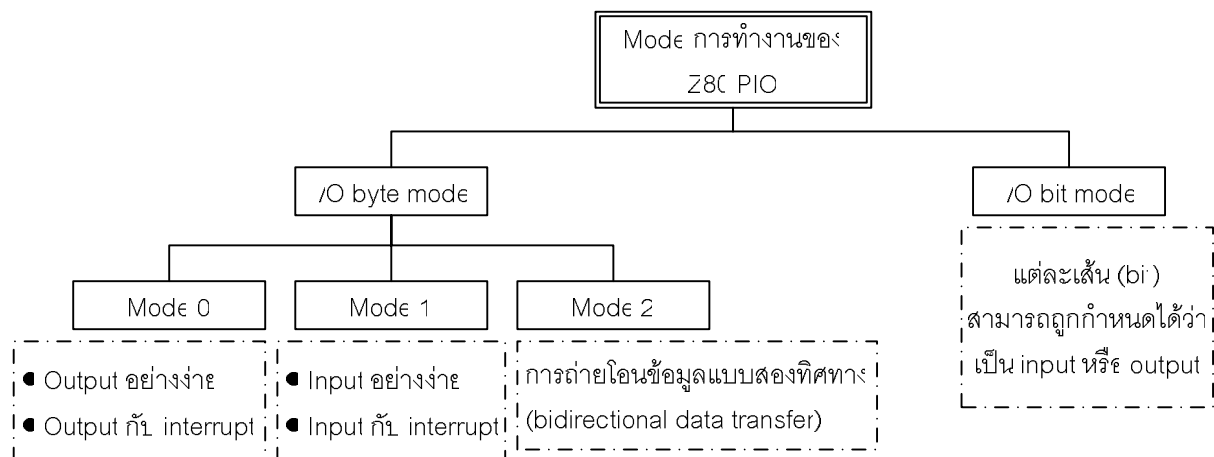 Mode การทำงานของ
Z80 PIO
I/O byte mode
I/O bit mode
Mode 0
Mode 1
Mode 2
แต่ละเส้น (bit)
สามารถถูกกำหนดได้ว่า
เป็น input หรือ output
● Output อย่างง่าย
● Output กับ interrupt
● Input อย่างง่าย
● Input กับ interrupt
การถ่ายโอนข้อมูลแบบสองทิศทาง
(bidirectional data transfer)